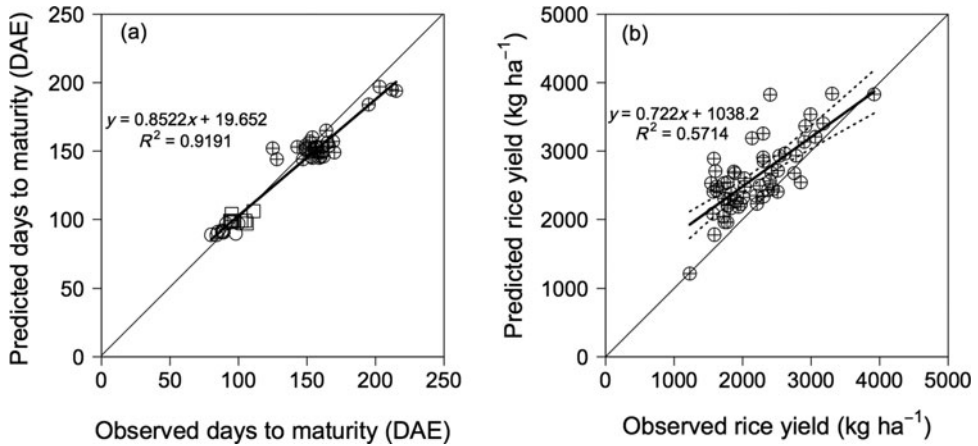 (a)
y = 0.8522x + 19.652
R² = 0.9191
250
200
150
100
50
0
0 50 100 150 200 250
Predicted days to maturity (DAE)
Observed days to maturity (DAE)
(b)
y = 0.722x + 1038.2
R² = 0.5714
5000
4000
3000
2000
1000
0
0 1000 2000 3000 4000 5000
Predicted rice yield (kg ha⁻¹)
Observed rice yield (kg ha⁻¹)